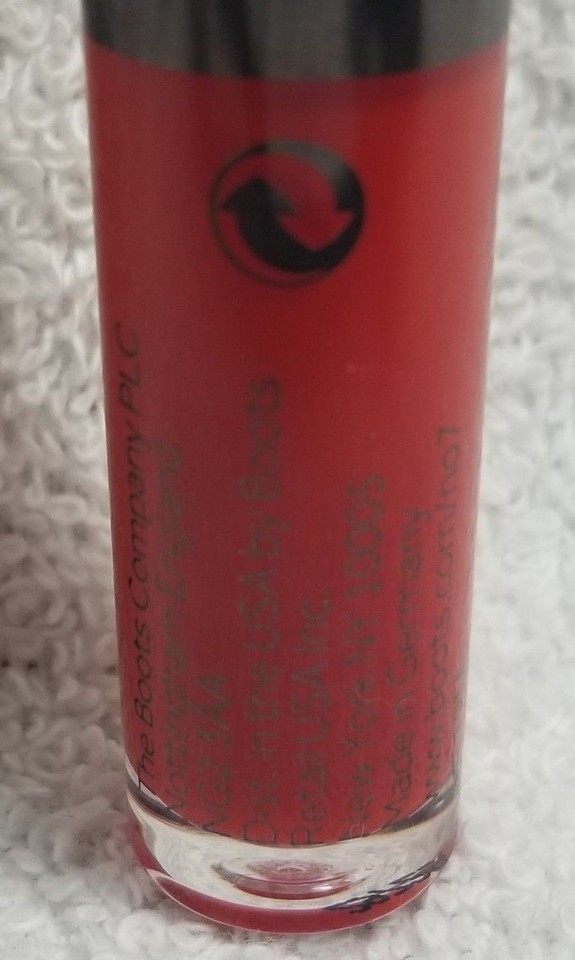 The Boots Company PLC
Nottingham England
NG2 3AA
Dist. in the USA by Boots
Retail USA Inc.
New York NY 10005
Made in Germany
www.boots.com/no7